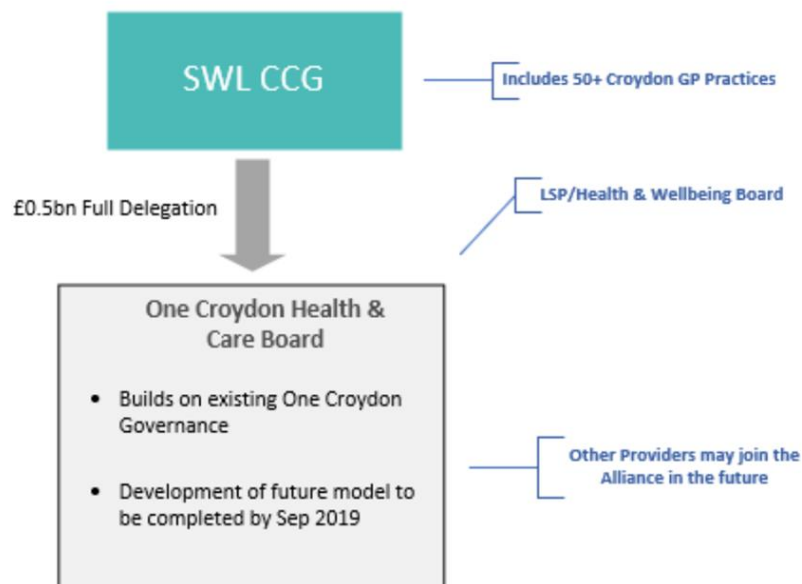 SWL CCG
Includes 50+ Croydon GP Practices
£0.5bn Full Delegation
LSP/Health & Wellbeing Board
One Croydon Health &
Care Board
• Builds on existing One Croydon
Governance
• Development of future model to
be completed by Sep 2019
Other Providers may join the
Alliance in the future